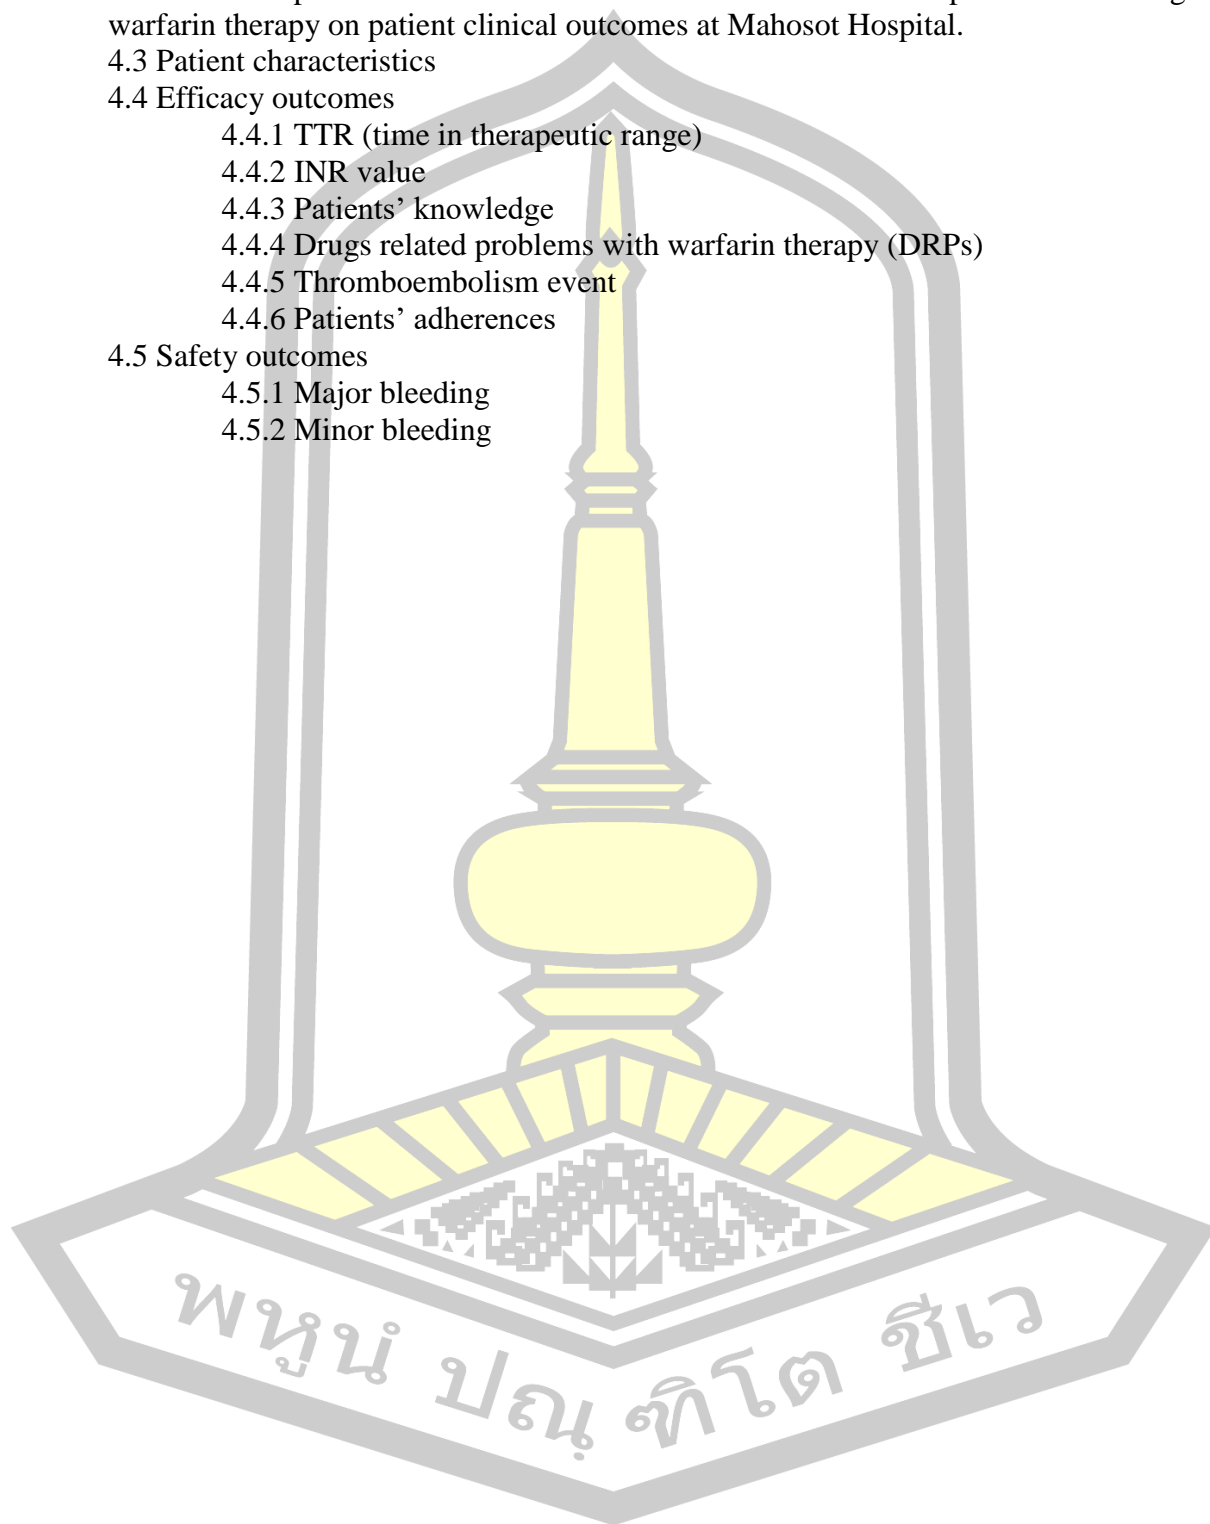 warfarin therapy on patient clinical outcomes at Mahosot Hospital.
4.3 Patient characteristics
4.4 Efficacy outcomes
4.4.1 TTR (time in therapeutic range)
4.4.2 INR value
4.4.3 Patients’ knowledge
4.4.4 Drugs related problems with warfarin therapy (DRPs)
4.4.5 Thromboembolism event
4.4.6 Patients’ adherences
4.5 Safety outcomes
4.5.1 Major bleeding
4.5.2 Minor bleeding
พหูนํ ปณฺฑิโต ชีเว